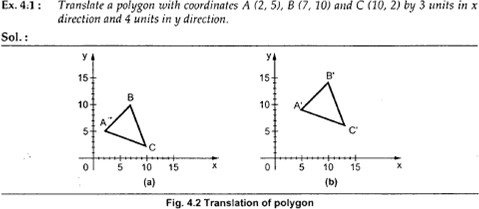 Ex. 4.1 : Translate a polygon with coordinates A (2, 5), B (7, 10) and C (10, 2) by 3 units in x
direction and 4 units in y direction.
Sol. :
y y
15 15
B'
B
10 10
A'
A
5 5
C'
C
0 5 10 15 x 0 5 10 15 x
(a) (b)
Fig. 4.2 Translation of polygon